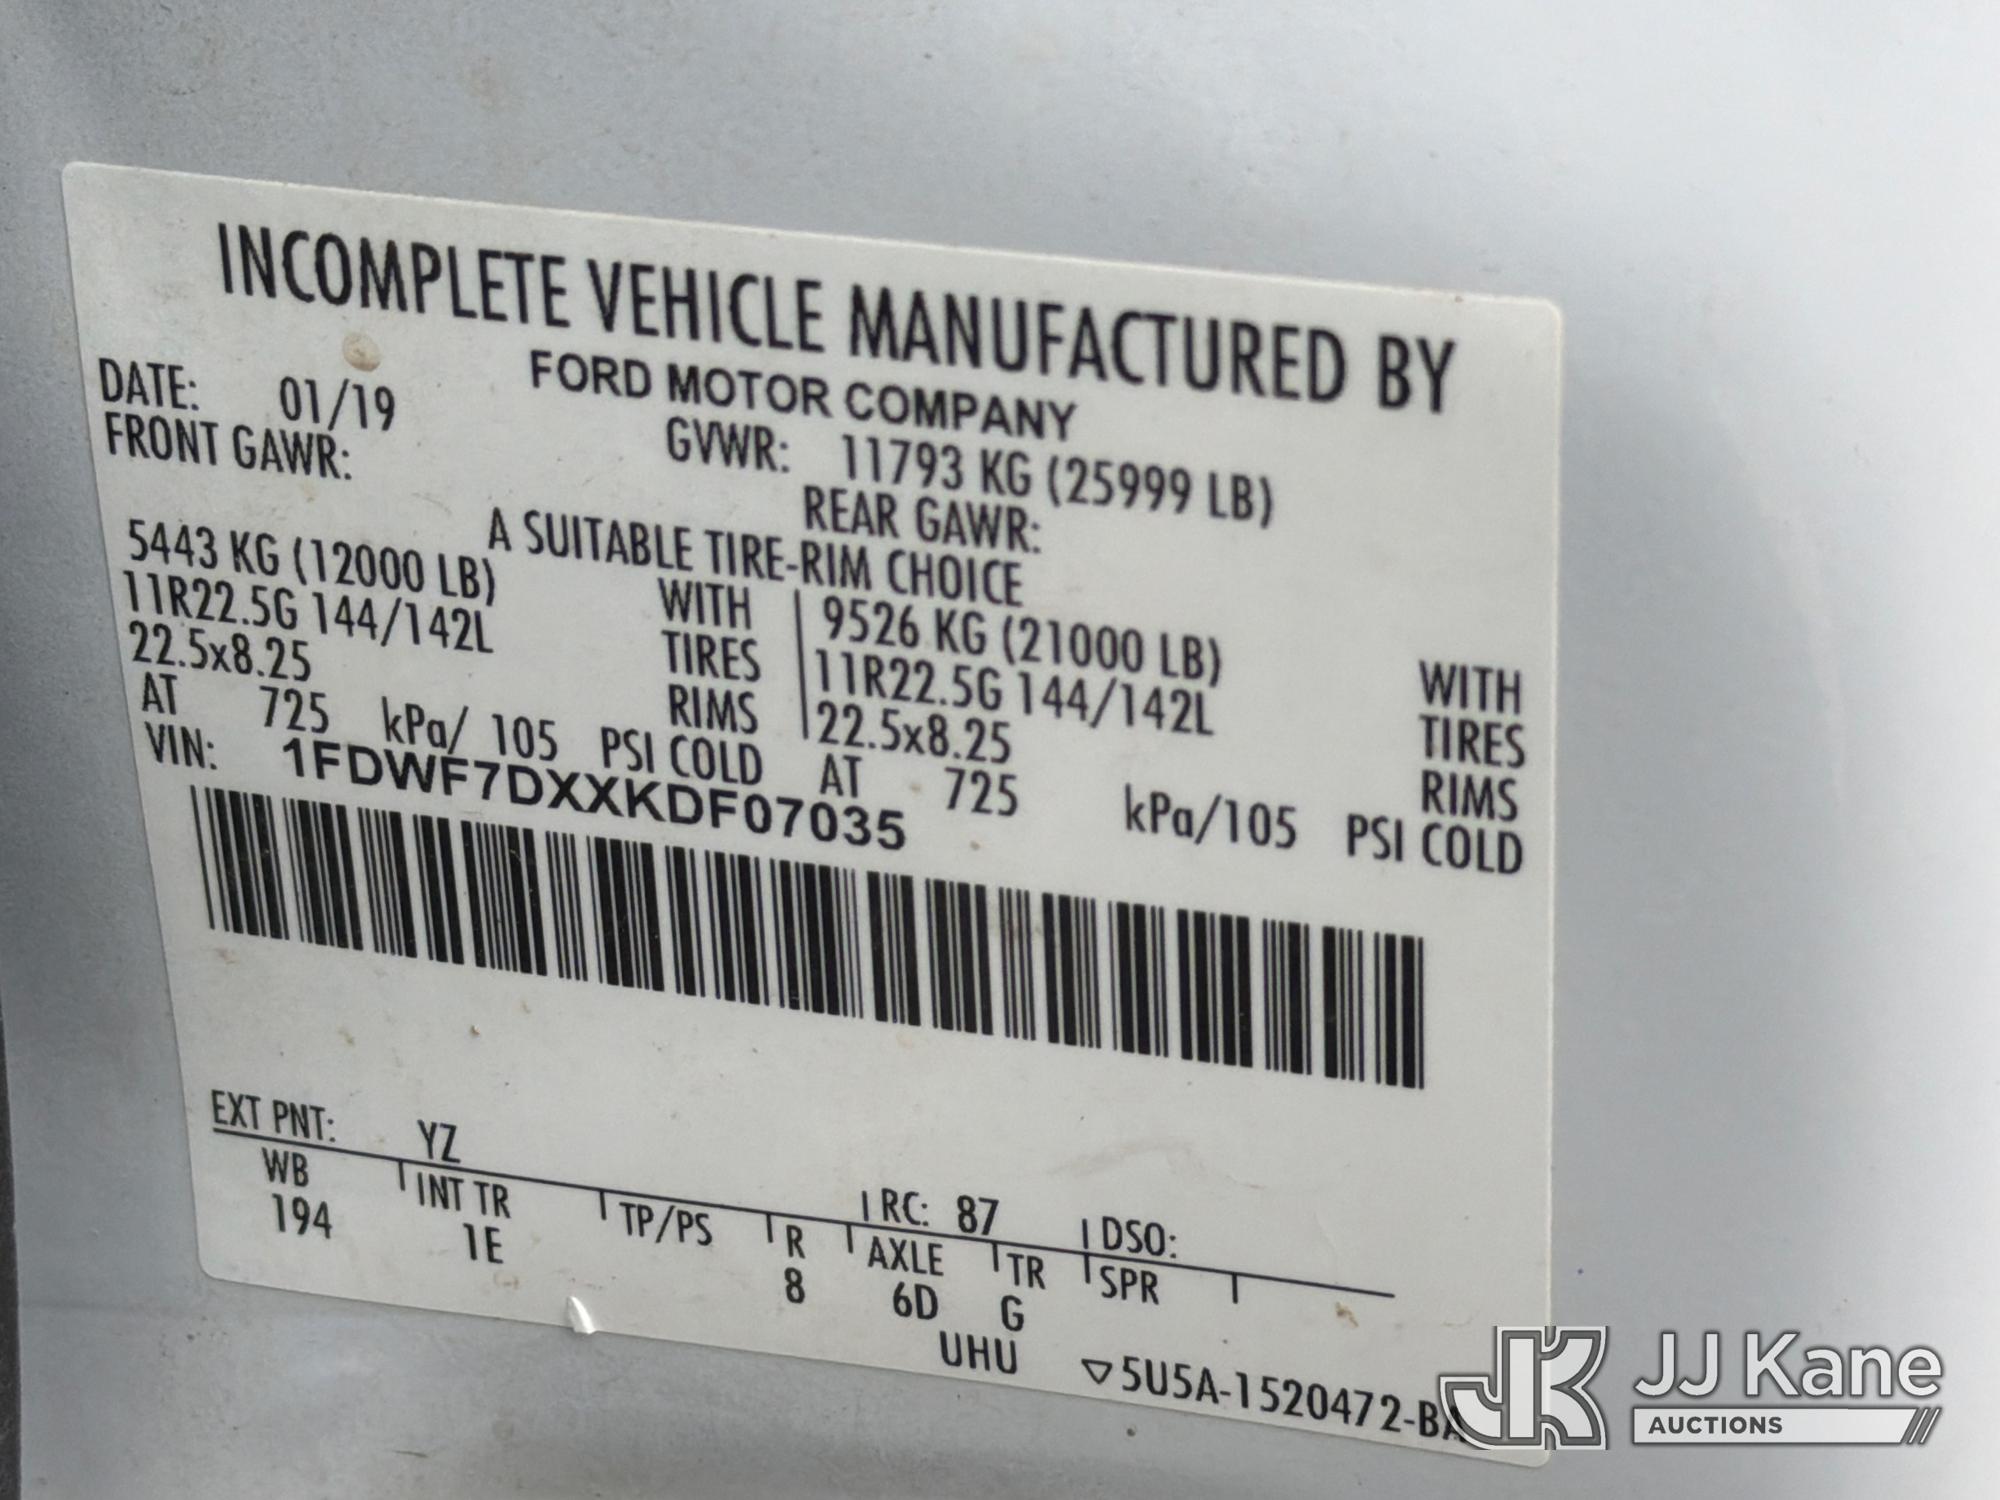 INCOMPLETE VEHICLE MANUFACTURED BY
FORD MOTOR COMPANY
DATE: 01/19 GVWR: 11793 KG (25999 LB)
FRONT GAWR: REAR GAWR:
A SUITABLE TIRE-RIM CHOICE
5443 KG (12000 LB) WITH 9526 KG (21000 LB) WITH
11R22.5G 144/142L TIRES 11R22.5G 144/142L TIRES
22.5x8.25 RIMS 22.5x8.25 RIMS
AT 725 kPa/ 105 PSI COLD AT 725 kPa/105 PSI COLD
VIN: 1FDWF7DXXKDF07035
EXT PNT: YZ RC: 87 DSO:
WB INT TR TP/PS R AXLE TR SPR
194 1E 8 6D G
UHU ▽5U5A-1520472-BA
JK JJ Kane
AUCTIONS